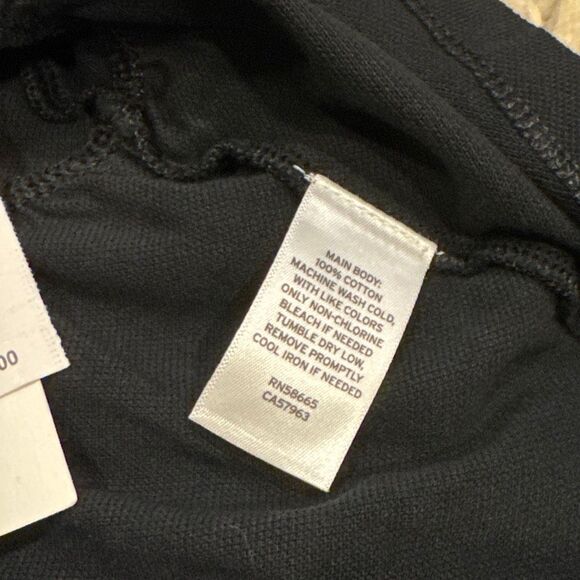 MAIN BODY:
100% COTTON
MACHINE WASH COLD,
WITH LIKE COLORS
ONLY NON-CHLORINE
BLEACH IF NEEDED
TUMBLE DRY LOW,
REMOVE PROMPTLY
COOL IRON IF NEEDED
RN58665
CA57963
00